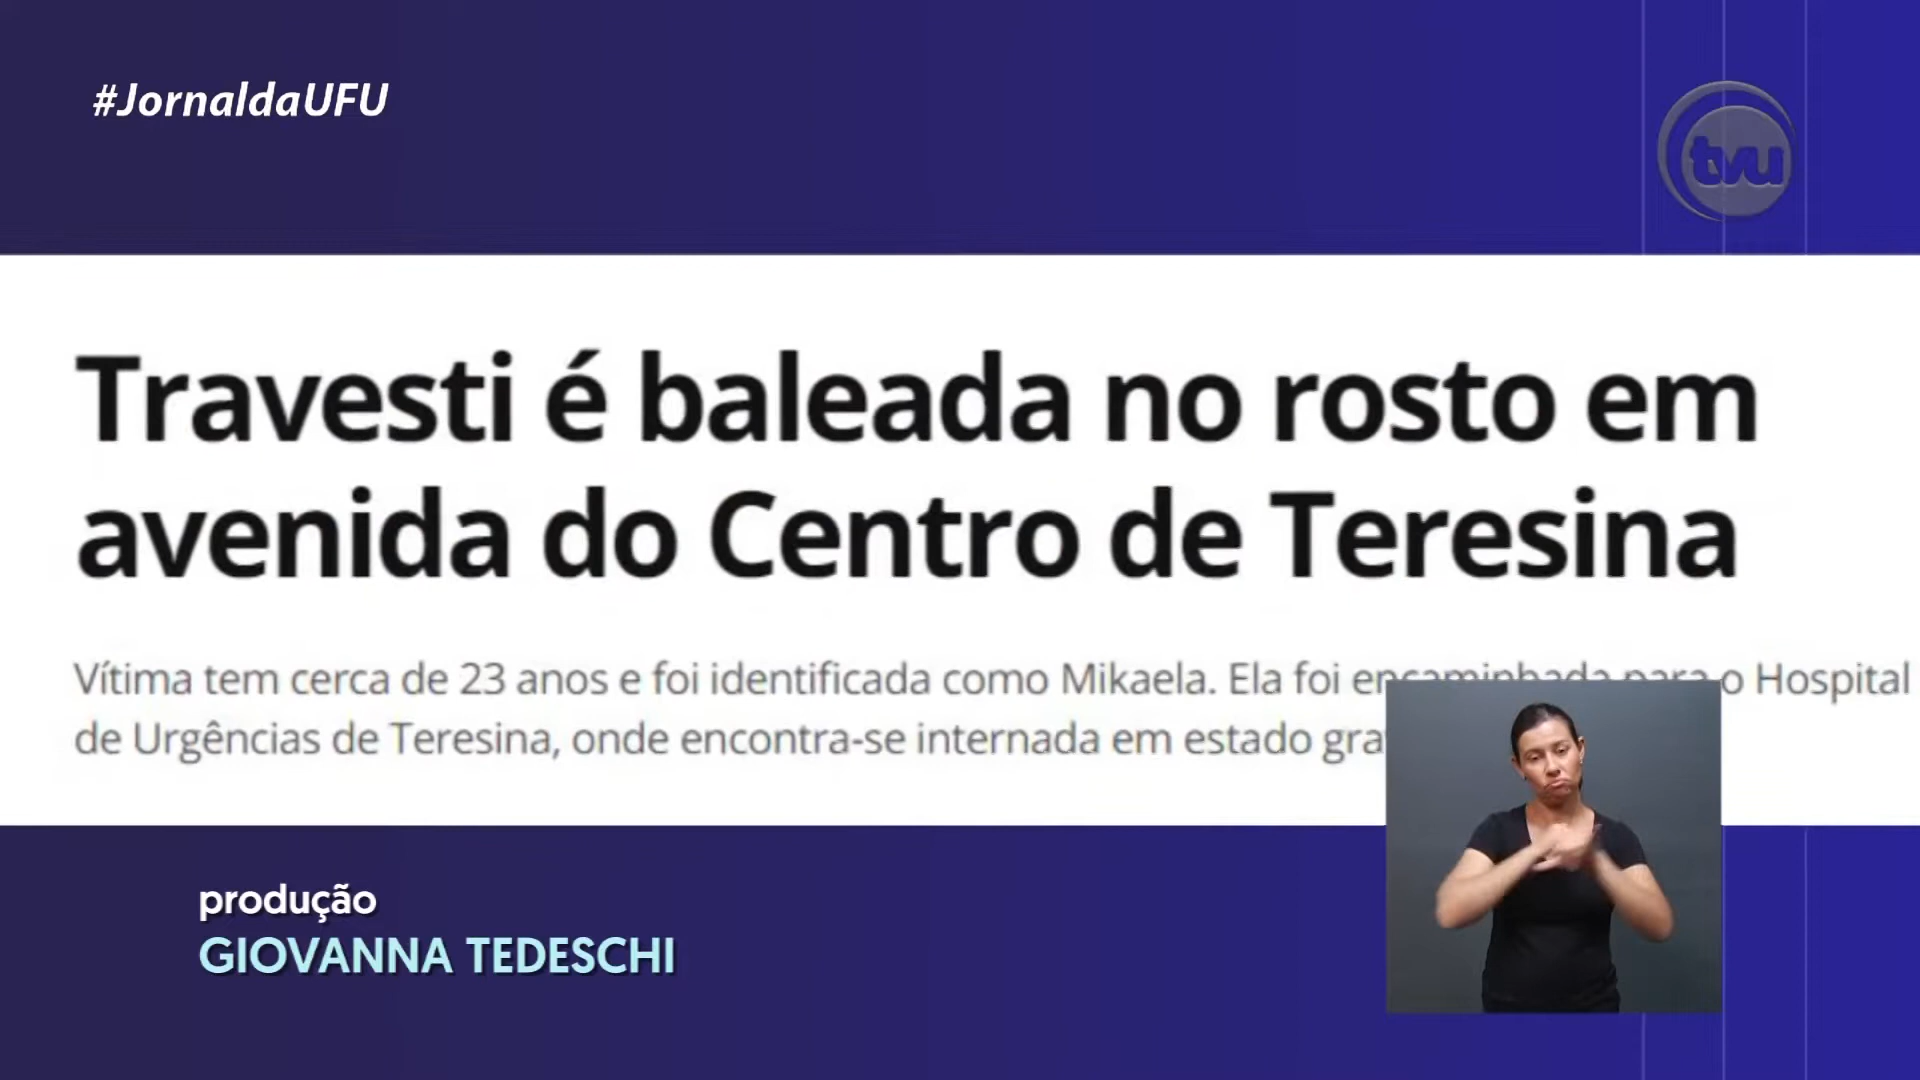 #JornaldaUFU
tvu
Travesti é baleada no rosto em
avenida do Centro de Teresina
Vítima tem cerca de 23 anos e foi identificada como Mikaela. Ela foi encaminhada para o Hospital
de Urgências de Teresina, onde encontra-se internada em estado
produção
GIOVANNA TEDESCHI